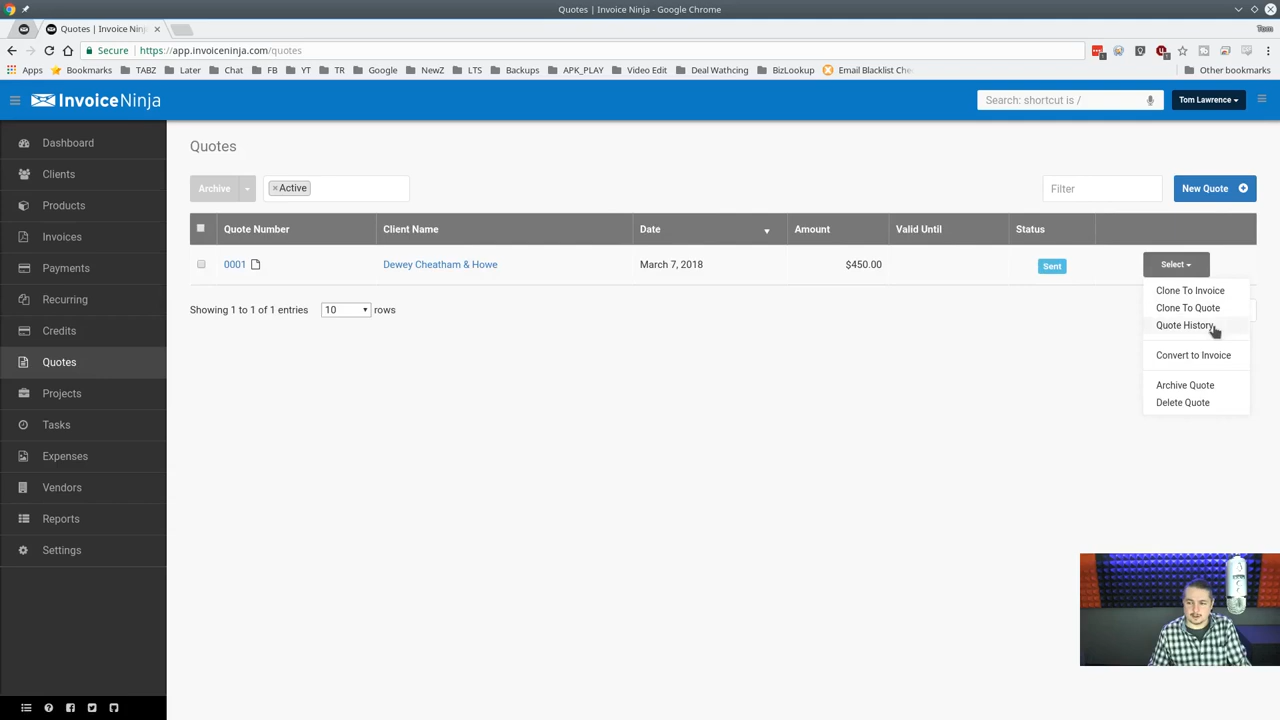 Quotes | Invoice Ninja - Google Chrome
Quotes | Invoice Ninj
Tom
Secure
https://app.invoiceninja.com/quotes
Apps
Bookmarks
TABZ
Later
Chat
FB
YT
TR
Google
NewZ
LTS
Backups
APK_PLAY
Video Edit
Deal Wathcing
BizLookup
Email Blacklist Che
Other bookmarks
InvoiceNinja
Search: shortcut is /
Tom Lawrence
Dashboard
Clients
Products
Invoices
Payments
Recurring
Credits
Quotes
Projects
Tasks
Expenses
Vendors
Reports
Settings
Quotes
Archive
×Active
Filter
New Quote
Quote Number
Client Name
Date
Amount
Valid Until
Status
0001
Dewey Cheatham & Howe
March 7, 2018
$450.00
Sent
Select
Showing 1 to 1 of 1 entries
10
rows
Clone To Invoice
Clone To Quote
Quote History
Convert to Invoice
Archive Quote
Delete Quote